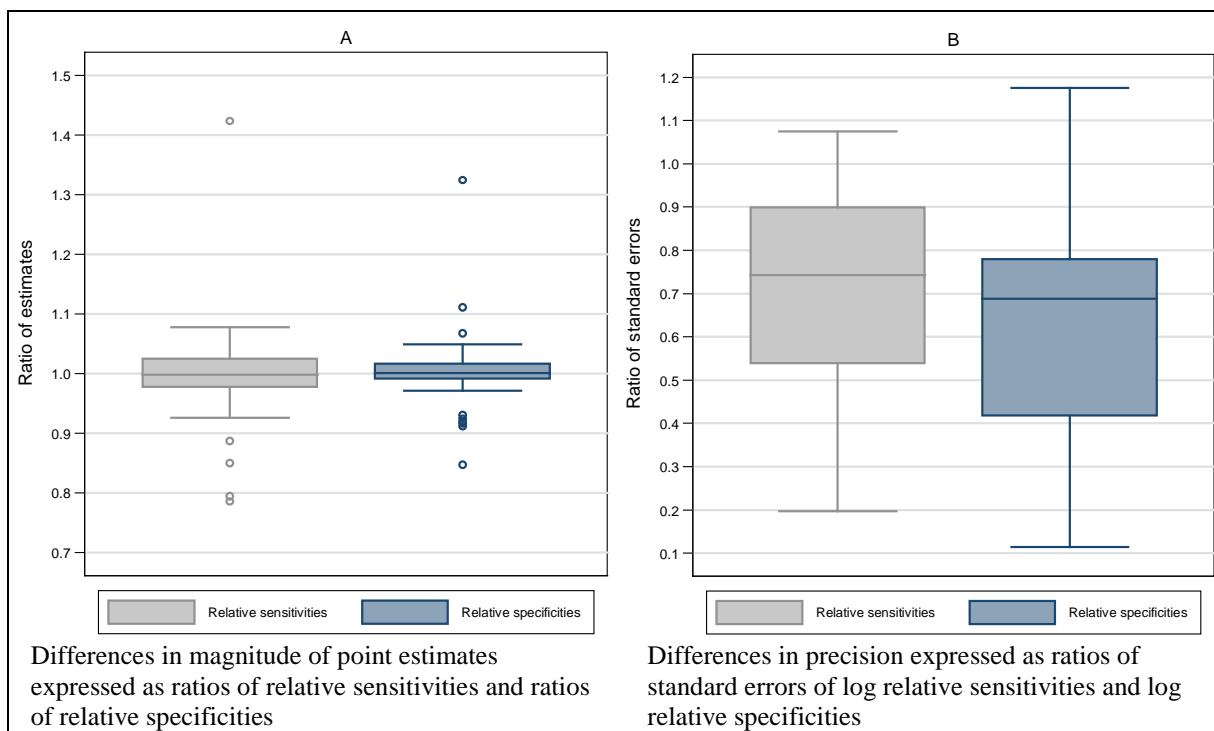 A
1.5
1.4
1.3
1.2
1.1
1.0
0.9
0.8
0.7
Ratio of estimates
Relative sensitivities
Relative specificities
Differences in magnitude of point estimates
expressed as ratios of relative sensitivities and ratios
of relative specificities
B
1.2
1.1
1.0
0.9
0.8
0.7
0.6
0.5
0.4
0.3
0.2
0.1
Ratio of standard errors
Relative sensitivities
Relative specificities
Differences in precision expressed as ratios of
standard errors of log relative sensitivities and log
relative specificities